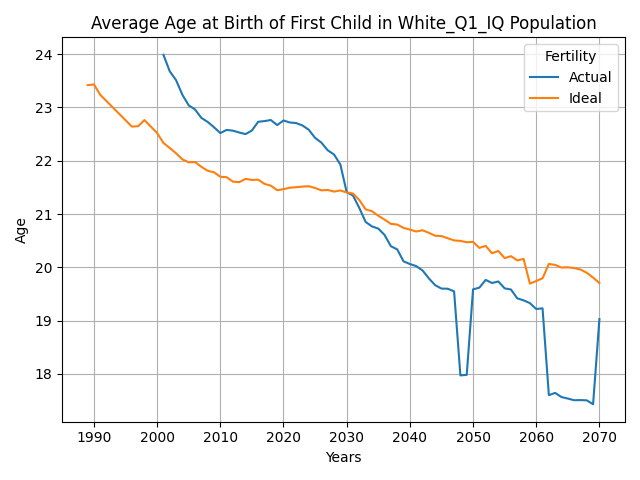 Average Age at Birth of First Child in White_Q1_IQ Population
Fertility
Actual
Ideal
Age
24
23
22
21
20
19
18
1990 2000 2010 2020 2030 2040 2050 2060 2070
Years